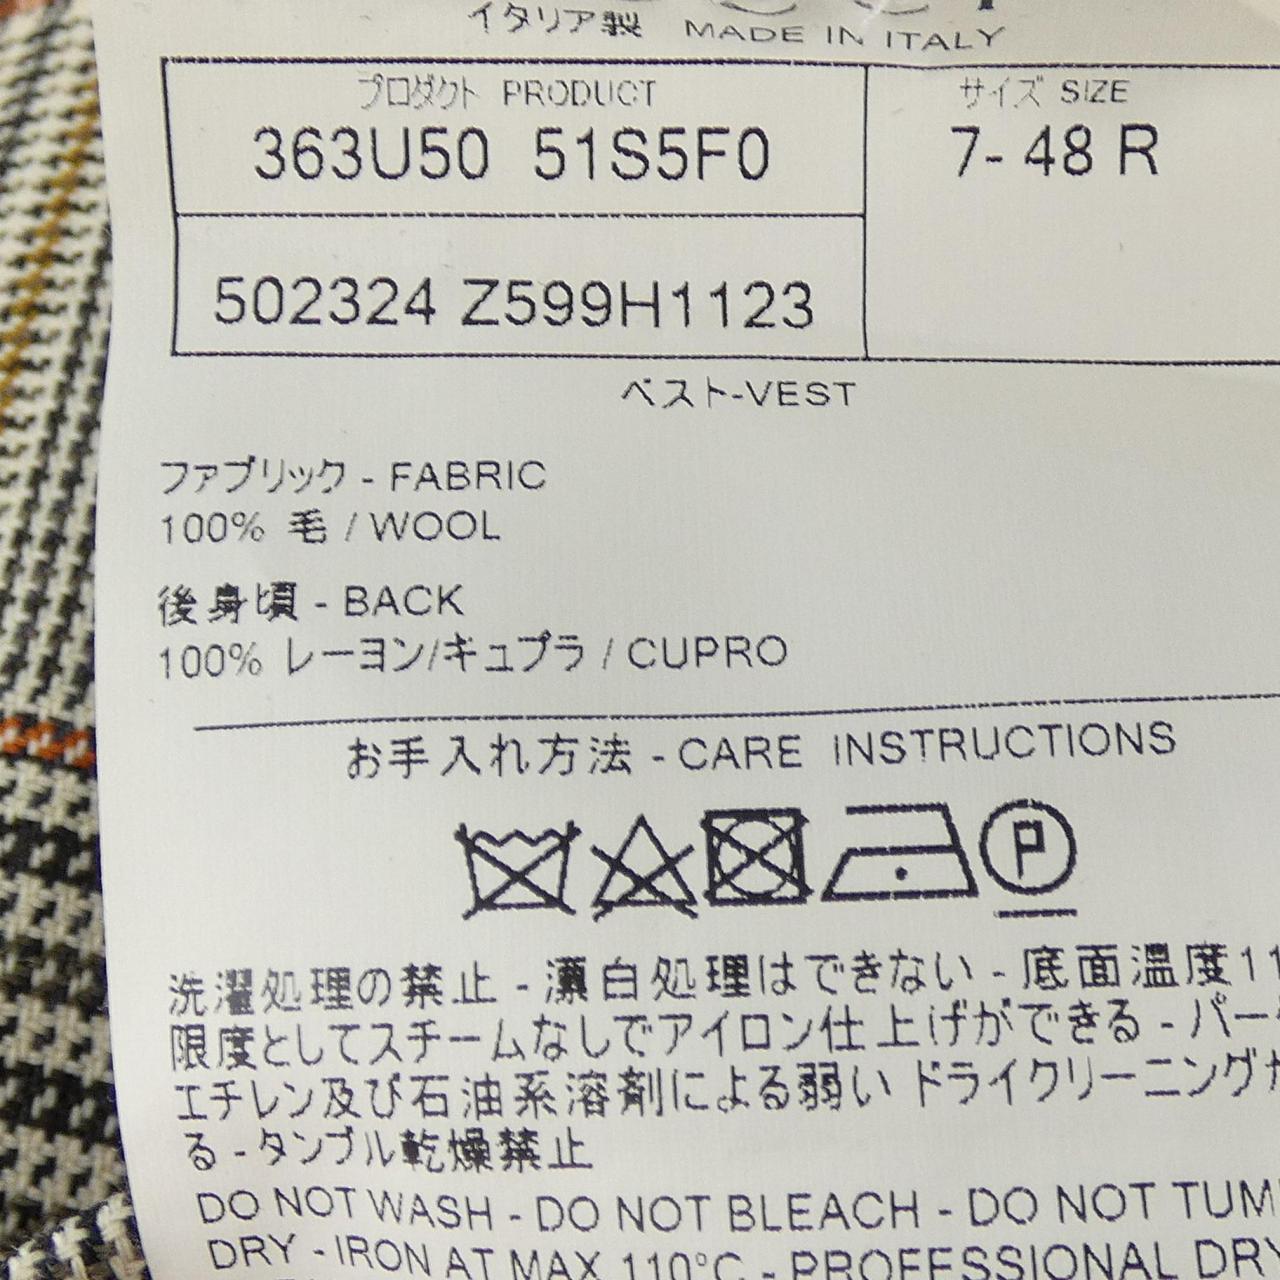 イタリア製 MADE IN ITALY
プロダクト PRODUCT
363U50 51S5F0
サイズ SIZE
7- 48 R
502324 Z599H1123
ベスト-VEST
ファブリック - FABRIC
100% 毛 / WOOL
後身頃 - BACK
100% レーヨン/キュプラ / CUPRO
お手入れ方法 - CARE INSTRUCTIONS
P
洗濯処理の禁止 - 漂白処理はできない - 底面温度11
限度としてスチームなしでアイロン仕上げができる - パー
エチレン及び石油系溶剤による弱い ドライクリーニングが
る - タンブル乾燥禁止
DO NOT WASH - DO NOT BLEACH - DO NOT TUM
DRY - IRON AT MAX 110°C - PROFESSIONAL DRY